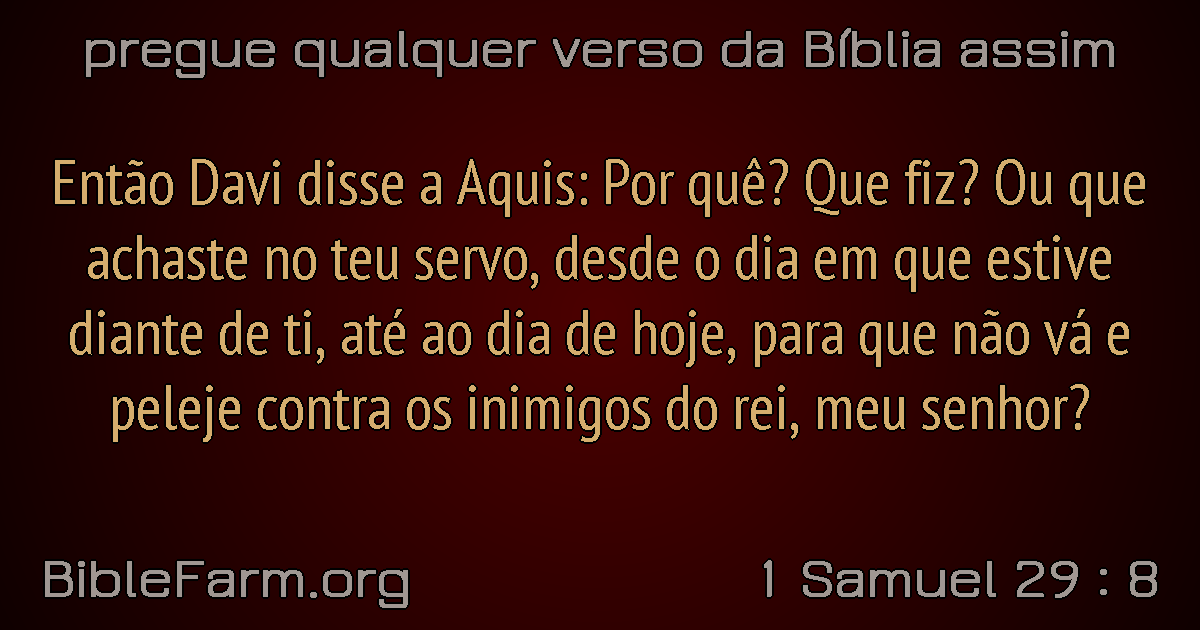 pregue qualquer verso da Bíblia assim
Então Davi disse a Aquis: Por quê? Que fiz? Ou que
achaste no teu servo, desde o dia em que estive
diante de ti, até ao dia de hoje, para que não vá e
peleje contra os inimigos do rei, meu senhor?
BibleFarm.org
1 Samuel 29 : 8